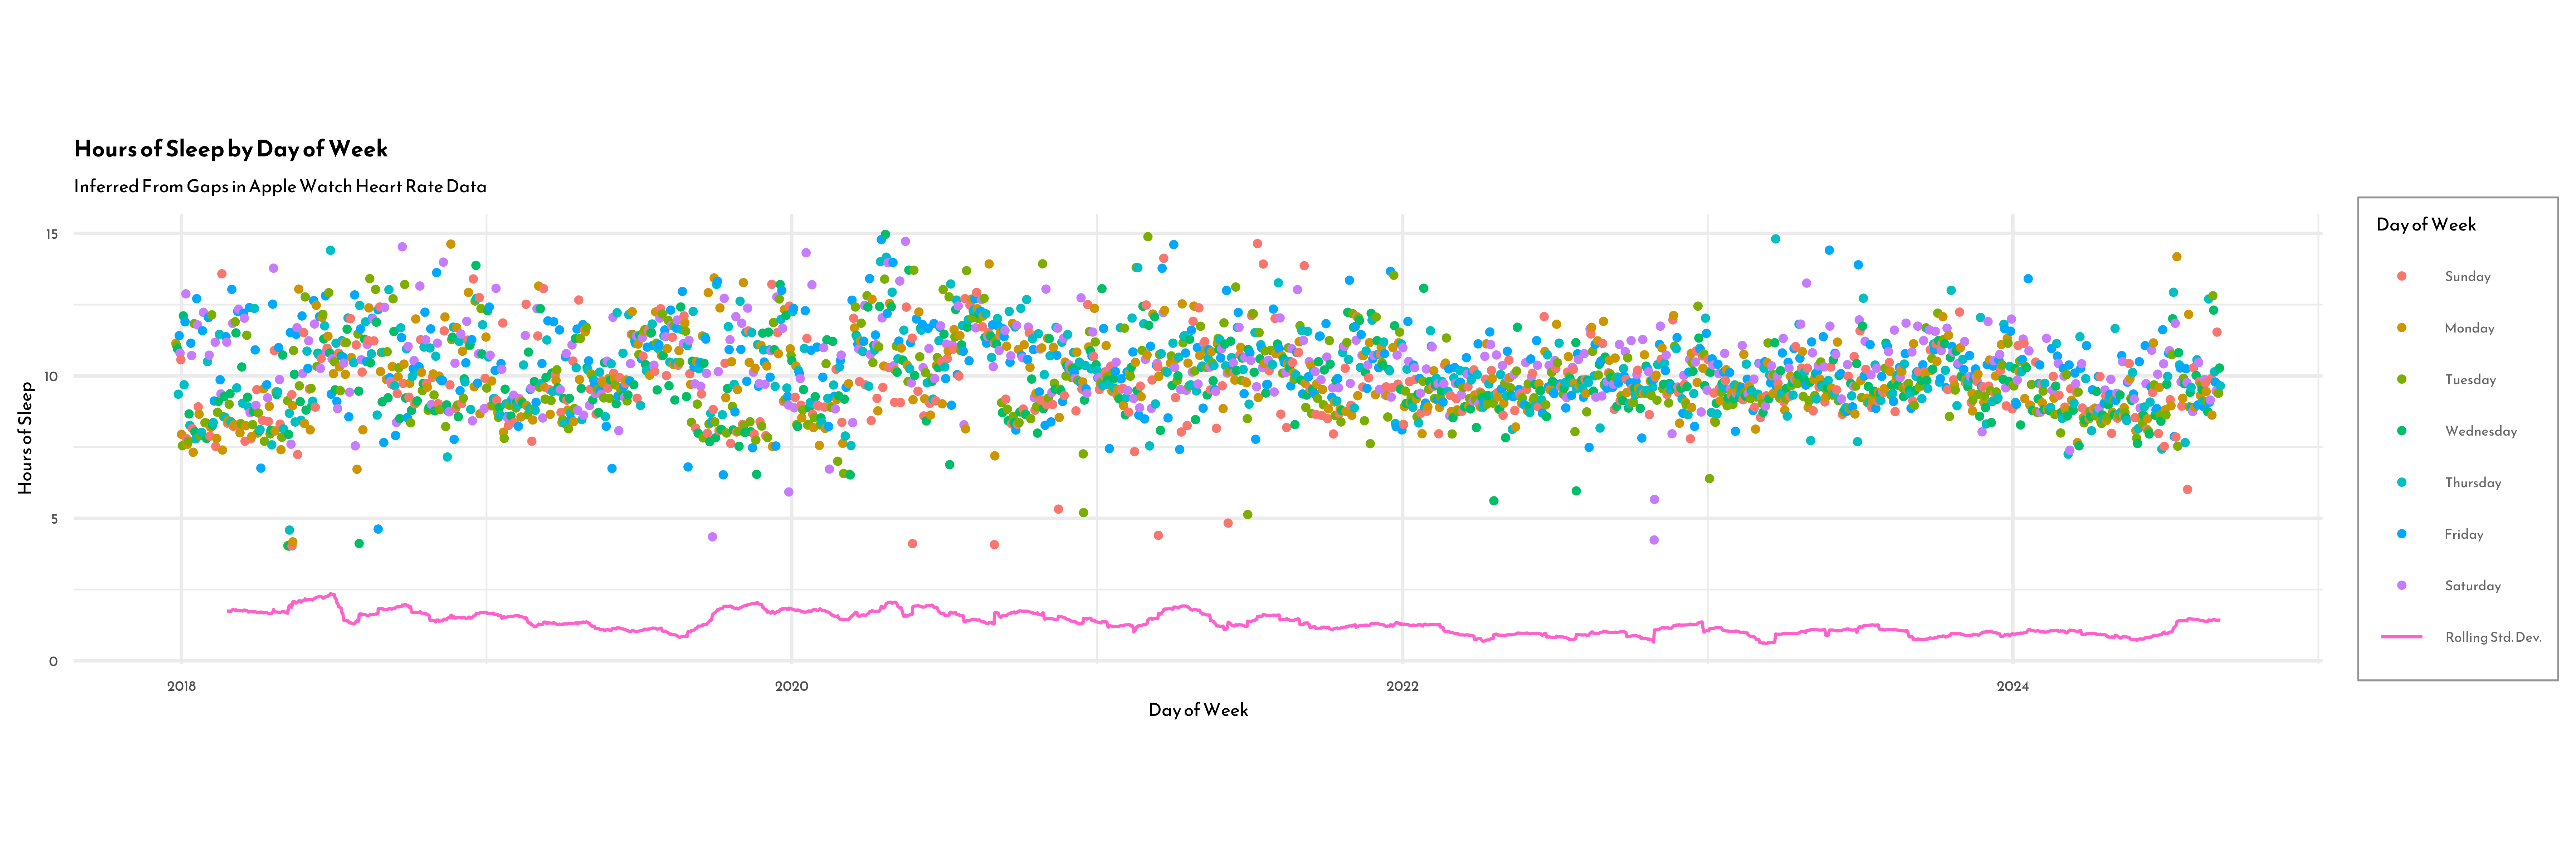 Hours of Sleep by Day of Week
Inferred From Gaps in Apple Watch Heart Rate Data
Hours of Sleep
15
10
5
0
2018
2020
2022
2024
Day of Week
Day of Week
Sunday
Monday
Tuesday
Wednesday
Thursday
Friday
Saturday
Rolling Std. Dev.